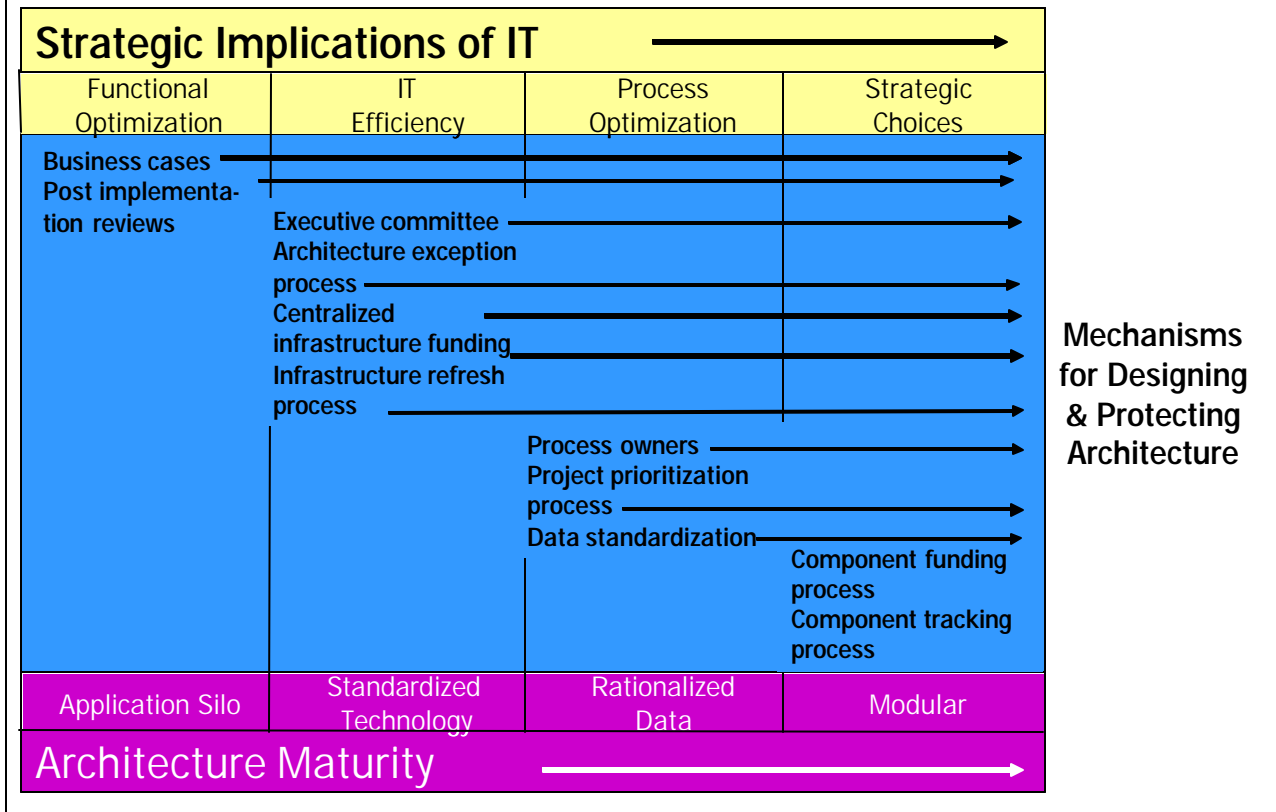 Strategic Implications of IT
Functional
Optimization
IT
Efficiency
Process
Optimization
Strategic
Choices
Business cases
Post implementa-
tion reviews
Executive committee
Architecture exception
process
Centralized
infrastructure funding
Infrastructure refresh
process
Process owners
Project prioritization
process
Data standardization
Component funding
process
Component tracking
process
Mechanisms
for Designing
& Protecting
Architecture
Application Silo
Standardized
Technology
Rationalized
Data
Modular
Architecture Maturity